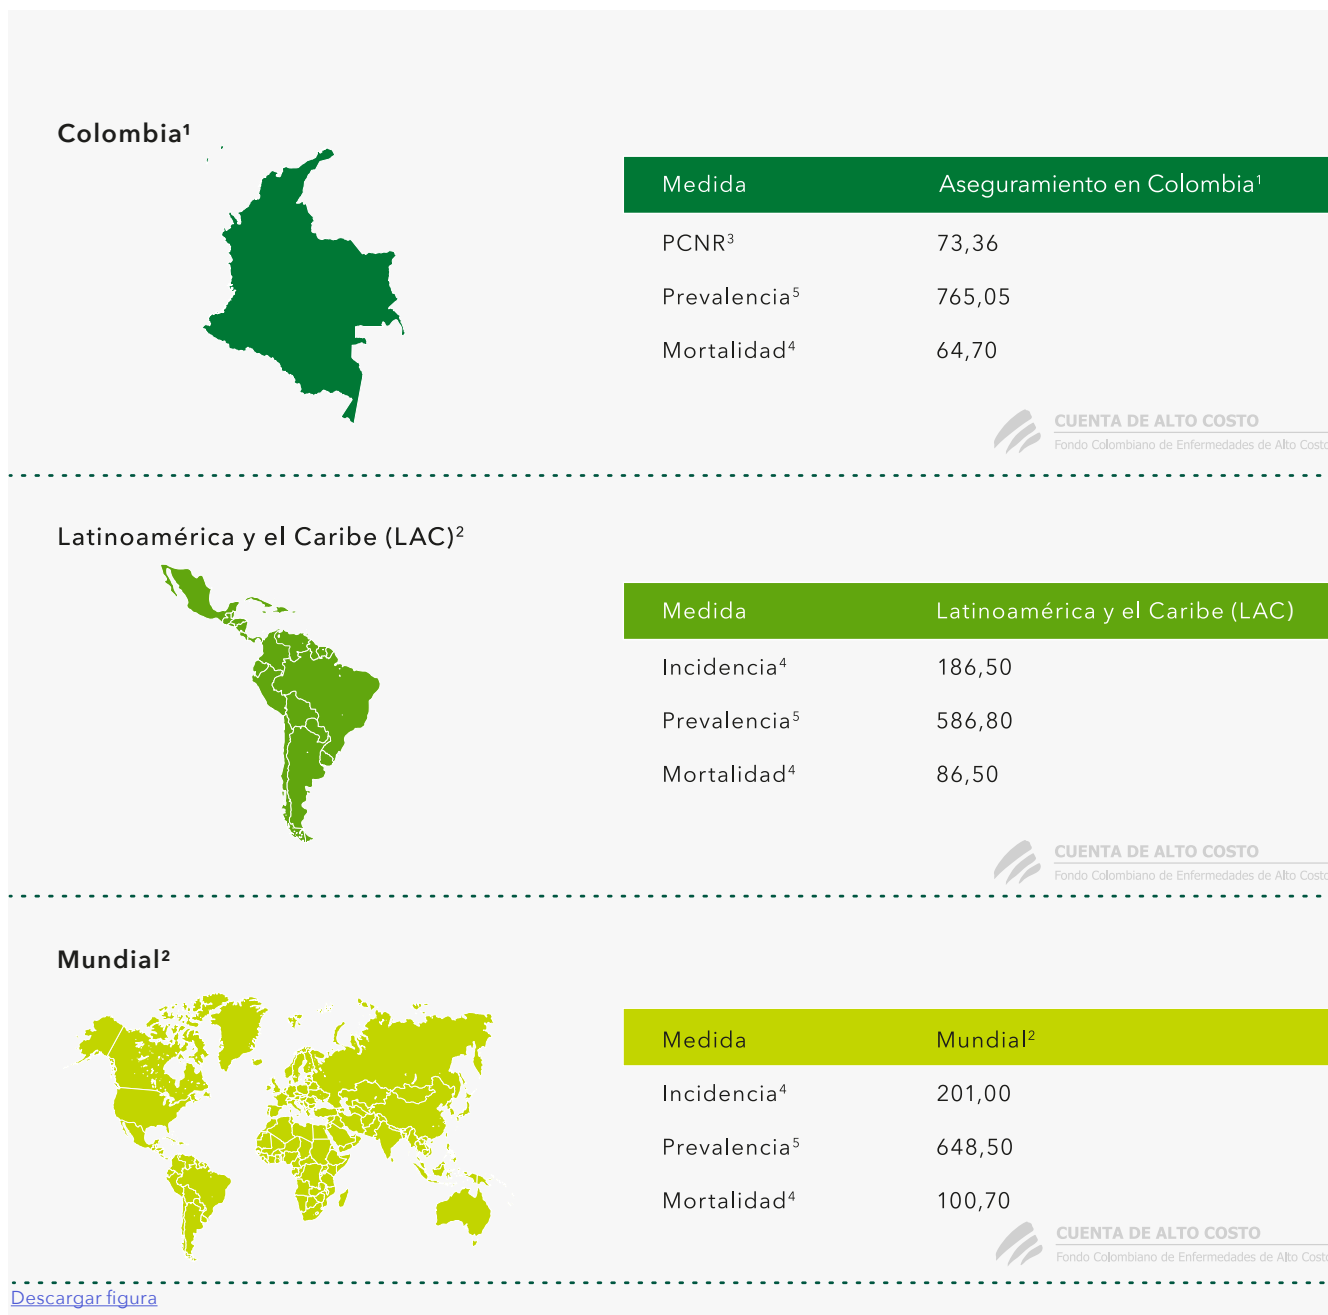 Colombia¹
Medida Aseguramiento en Colombia¹
PCNR³ 73,36
Prevalencia⁵ 765,05
Mortalidad⁴ 64,70
CUENTA DE ALTO COSTO
Fondo Colombiano de Enfermedades de Alto Costo
Latinoamérica y el Caribe (LAC)²
Medida Latinoamérica y el Caribe (LAC)
Incidencia⁴ 186,50
Prevalencia⁵ 586,80
Mortalidad⁴ 86,50
CUENTA DE ALTO COSTO
Fondo Colombiano de Enfermedades de Alto Costo
Mundial²
Medida Mundial²
Incidencia⁴ 201,00
Prevalencia⁵ 648,50
Mortalidad⁴ 100,70
CUENTA DE ALTO COSTO
Fondo Colombiano de Enfermedades de Alto Costo
Descargar figura